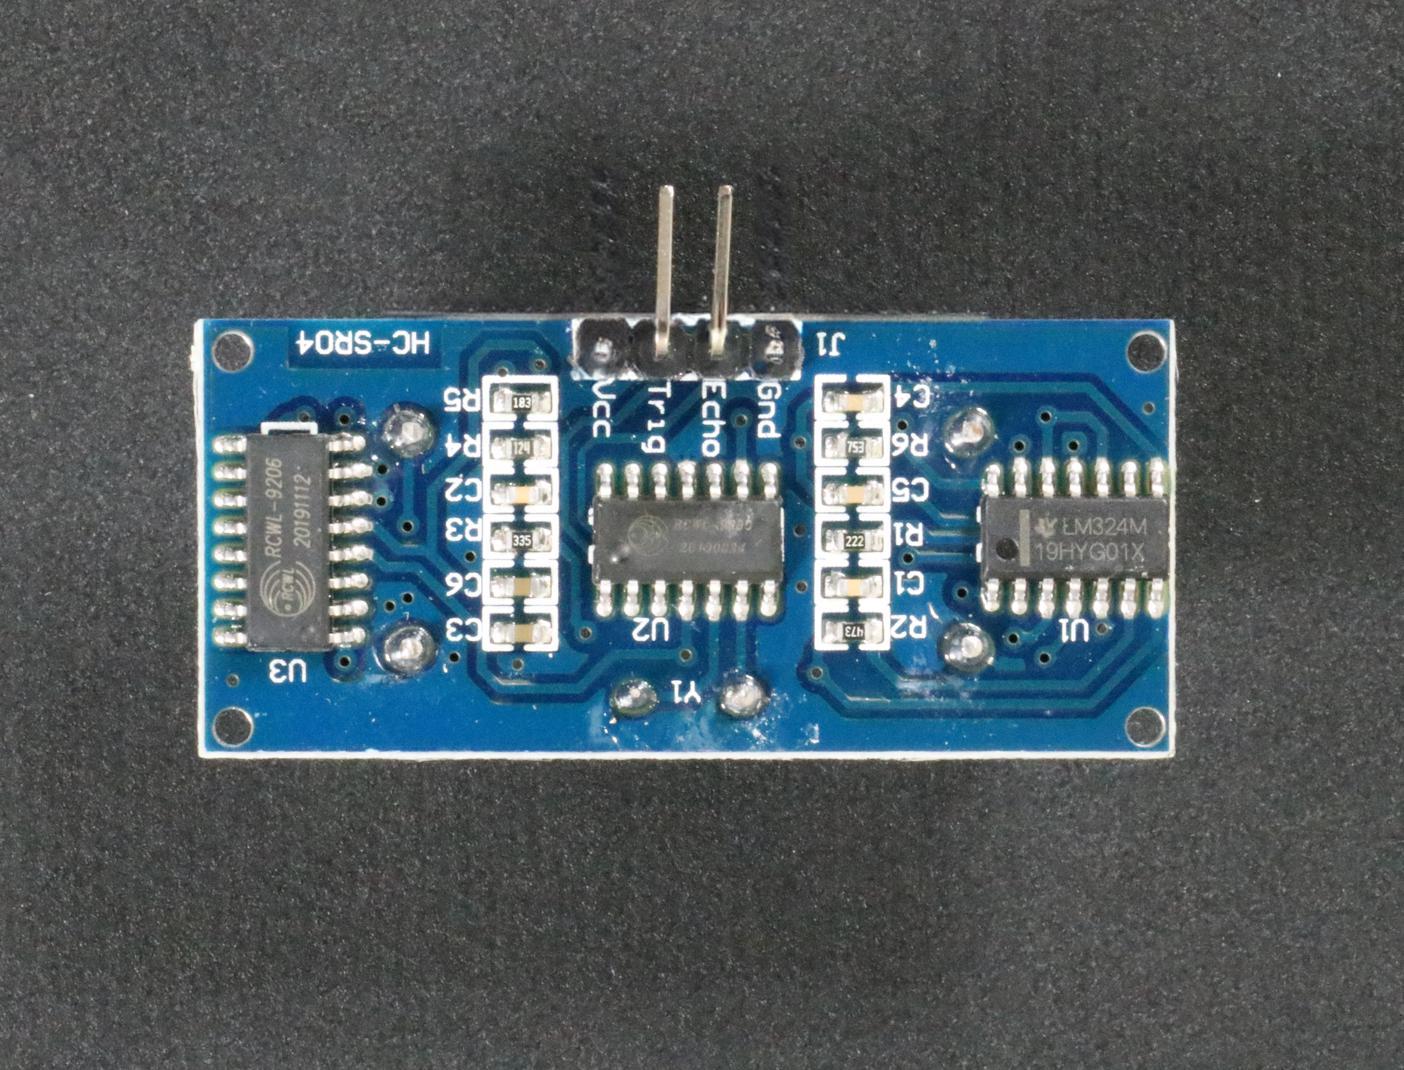 HC-SR04
J1
Vcc
Trig
Echo
Gnd
R5
183
C4
R4
124
R6
753
C2
C5
R3
335
R1
222
C6
C1
C3
R2
473
RCWL-9206
20191112
RCWL
U3
U2
LM324M
19HYG01X
U1
Y1